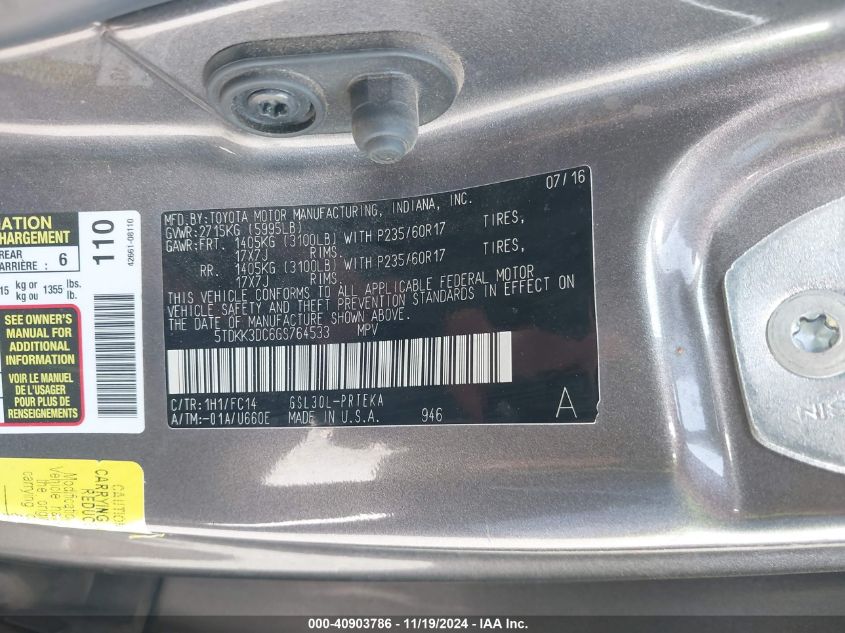 07/16
MFD.BY:TOYOTA MOTOR MANUFACTURING, INDIANA, INC.
GVWR:2715KG (5995LB)
GAWR:FRT. 1405KG (3100LB) WITH P235/60R17 TIRES,
17X7J RIMS.
RR. 1405KG (3100LB) WITH P235/60R17 TIRES,
17X7J RIMS.
THIS VEHICLE CONFORMS TO ALL APPLICABLE FEDERAL MOTOR
VEHICLE SAFETY AND THEFT PREVENTION STANDARDS IN EFFECT ON
THE DATE OF MANUFACTURE SHOWN ABOVE.
5TDKK3DC6GS764533 MPV
C/TR:1H1/FC14 GSL30L-PRTEKA
A/TM:-01A/U660E MADE IN U.S.A. 946 A
CHARGEMENT
REAR
ARRIÈRE: 6
kg or
kg ou 1355 lbs.
lb.
110
42661-08110
SEE OWNER'S
MANUAL FOR
ADDITIONAL
INFORMATION
VOIR LE MANUEL
DE L'USAGER
POUR PLUS DE
RENSEIGNEMENTS
CARRYING
000-40903786 - 11/19/2024 - IAA Inc.